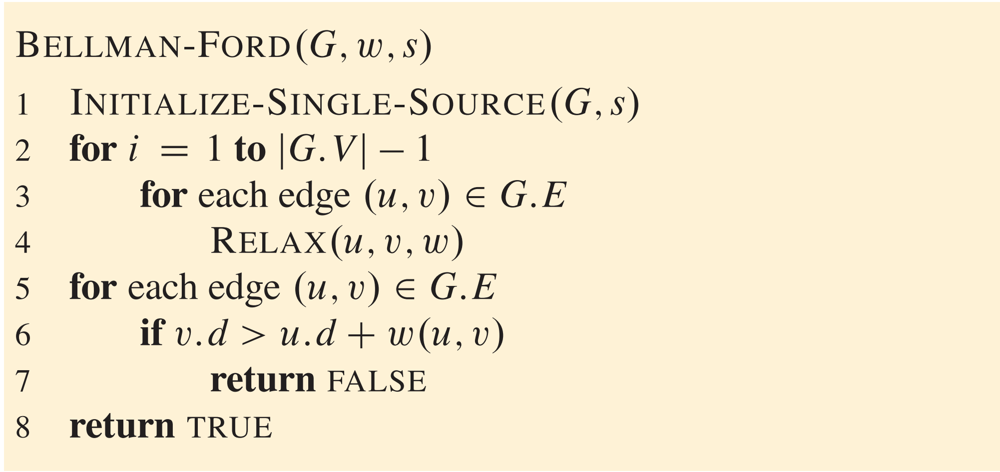 BELLMAN-FORD(G, w, s)
1 INITIALIZE-SINGLE-SOURCE(G, s)
2 for i = 1 to |G.V| − 1
3 for each edge (u, v) ∈ G.E
4 RELAX(u, v, w)
5 for each edge (u, v) ∈ G.E
6 if v.d > u.d + w(u, v)
7 return FALSE
8 return TRUE